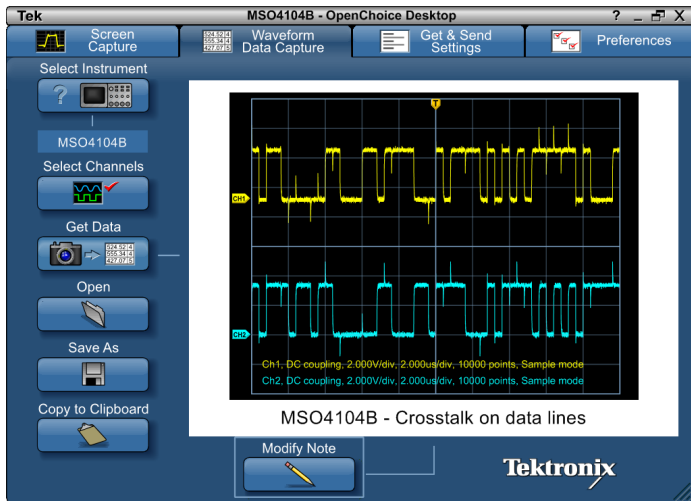 Tek
MSO4104B - OpenChoice Desktop
? _ X
Screen
Capture
Waveform
Data Capture
Get & Send
Settings
Preferences
Select Instrument
?
MSO4104B
Select Channels
Get Data
Open
Save As
Copy to Clipboard
T
CH1
CH2
Ch1, DC coupling, 2.000V/div, 2.000us/div, 10000 points, Sample mode
Ch2, DC coupling, 2.000V/div, 2.000us/div, 10000 points, Sample mode
MSO4104B - Crosstalk on data lines
Modify Note
Tektronix